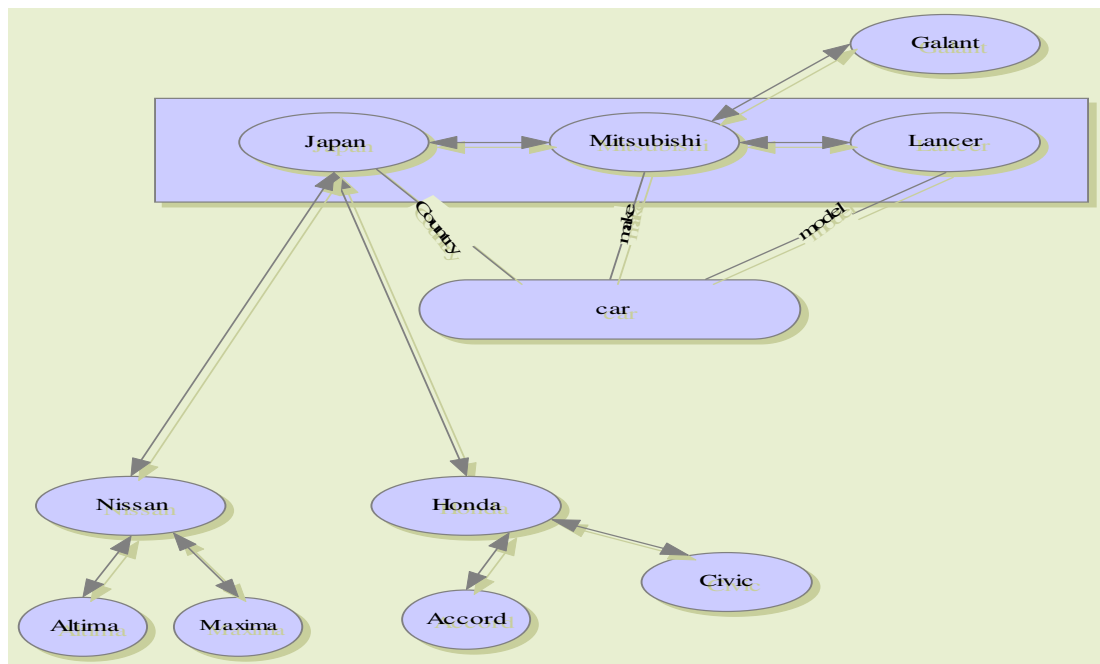 Galant
Japan
Mitsubishi
Lancer
Country
make
model
car
Nissan
Honda
Civic
Altima
Maxima
Accord